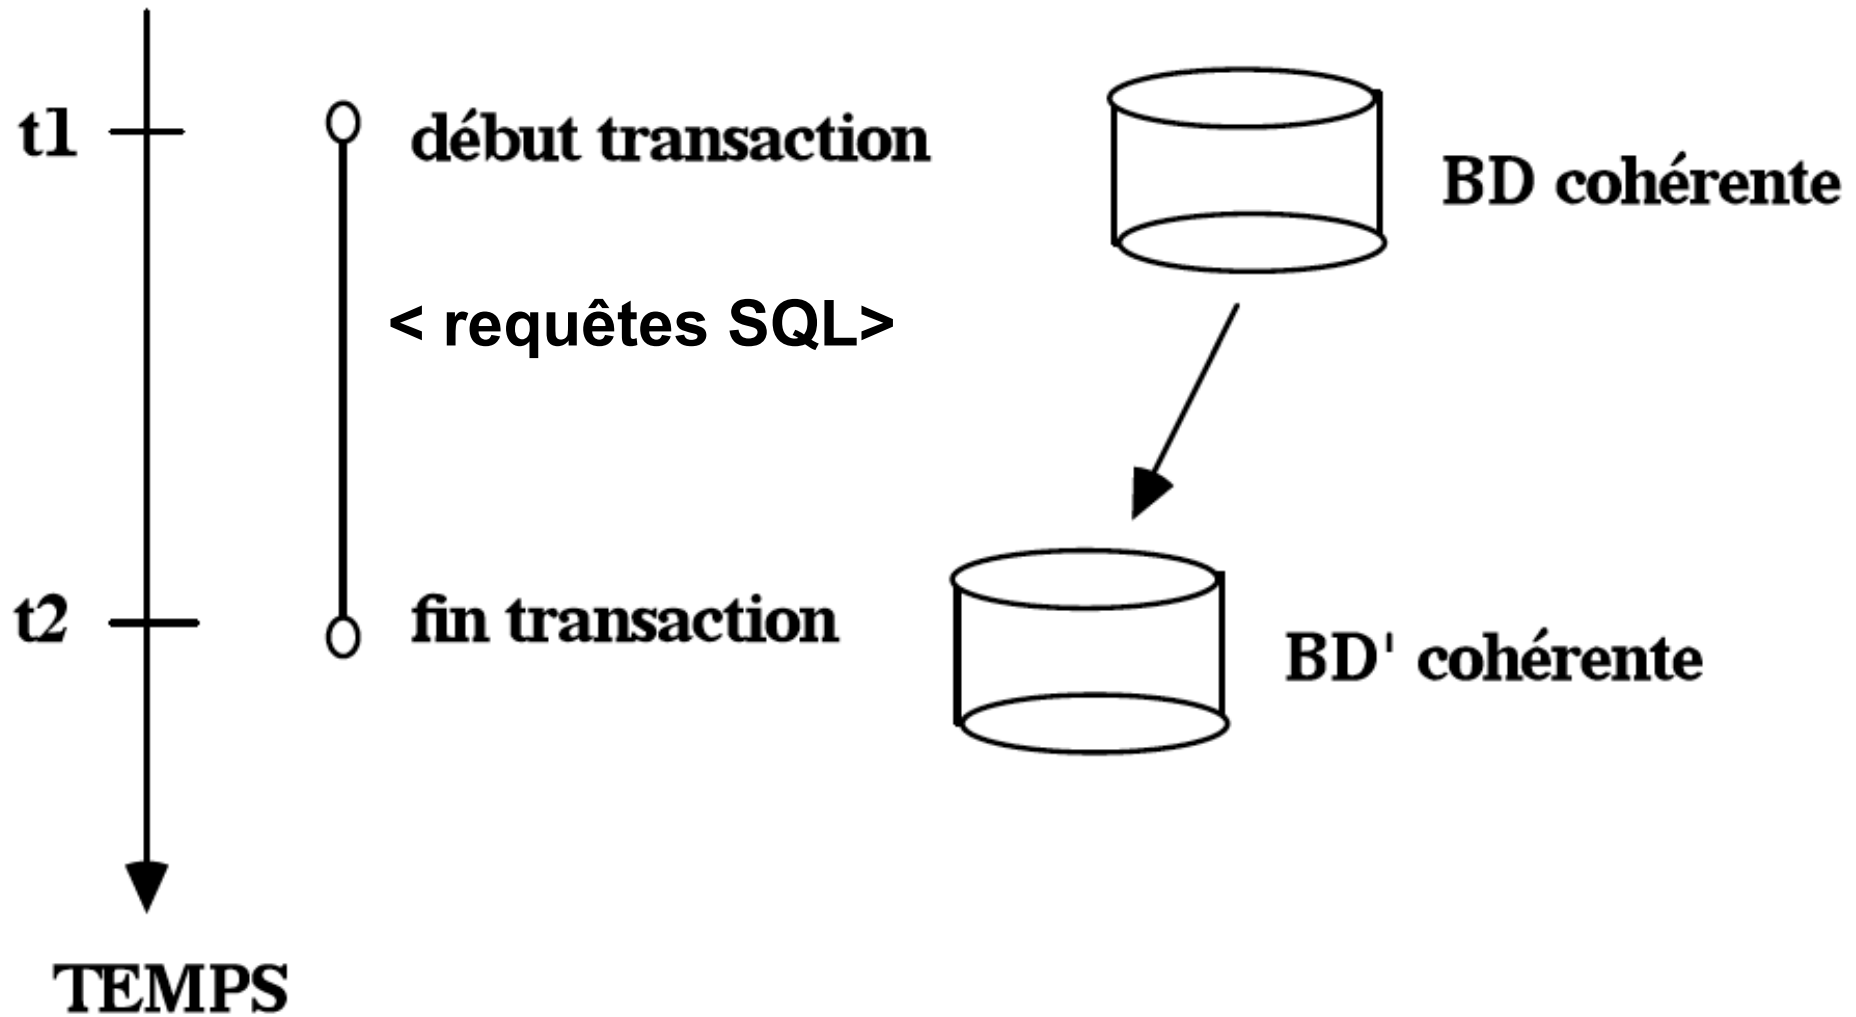 t1
début transaction
BD cohérente
< requêtes SQL>
t2
fin transaction
BD' cohérente
TEMPS